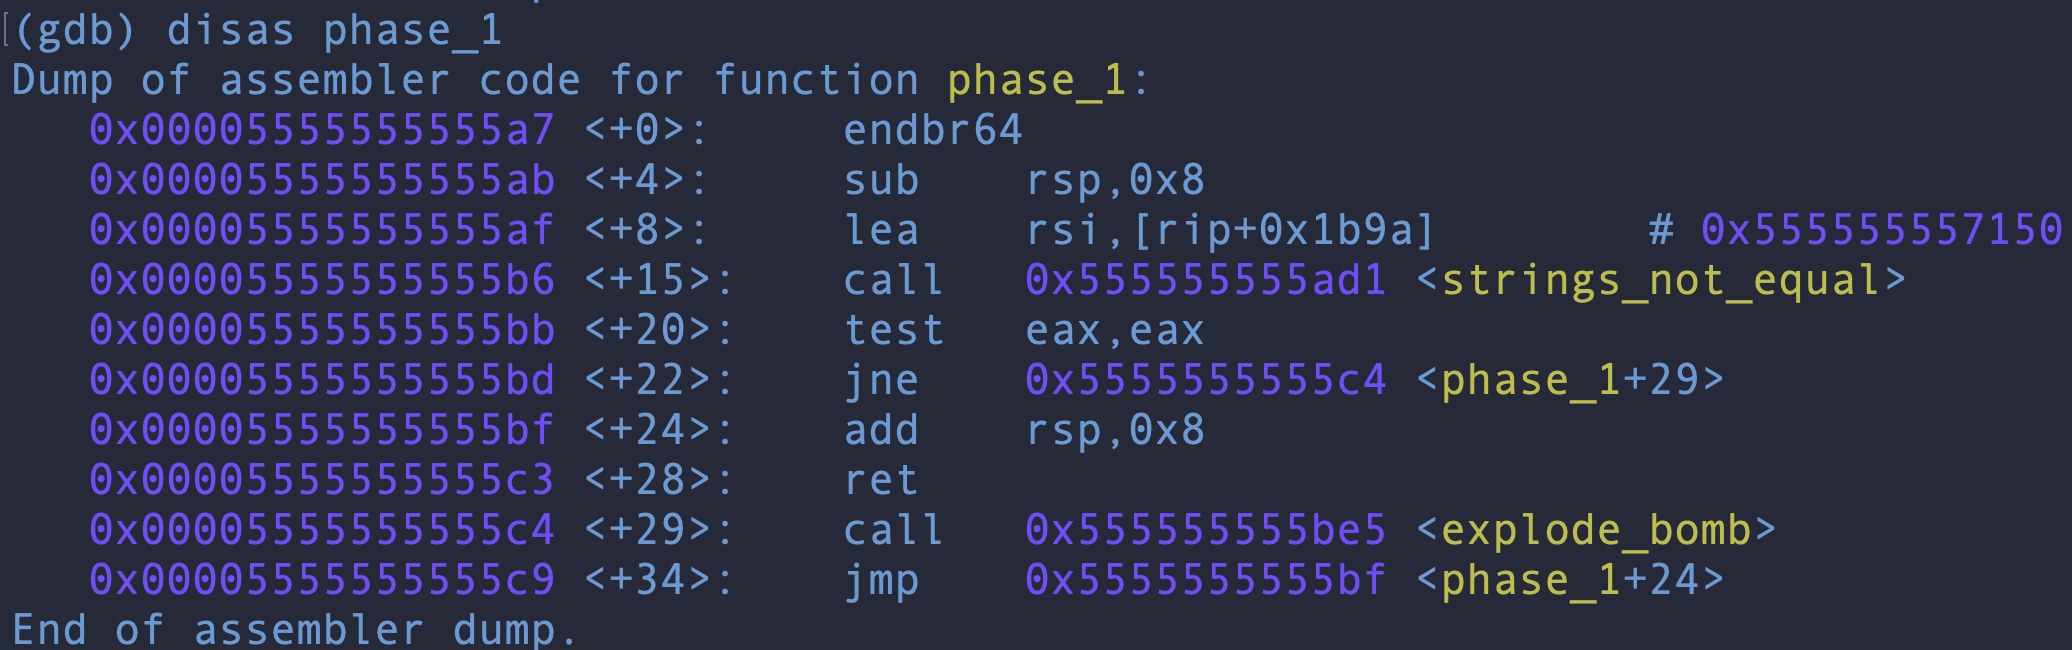 (gdb) disas phase_1
Dump of assembler code for function phase_1:
0x00005555555555a7 <+0>: endbr64
0x00005555555555ab <+4>: sub rsp,0x8
0x00005555555555af <+8>: lea rsi,[rip+0x1b9a] # 0x555555557150
0x00005555555555b6 <+15>: call 0x555555555ad1 <strings_not_equal>
0x00005555555555bb <+20>: test eax,eax
0x00005555555555bd <+22>: jne 0x5555555555c4 <phase_1+29>
0x00005555555555bf <+24>: add rsp,0x8
0x00005555555555c3 <+28>: ret
0x00005555555555c4 <+29>: call 0x555555555be5 <explode_bomb>
0x00005555555555c9 <+34>: jmp 0x5555555555bf <phase_1+24>
End of assembler dump.